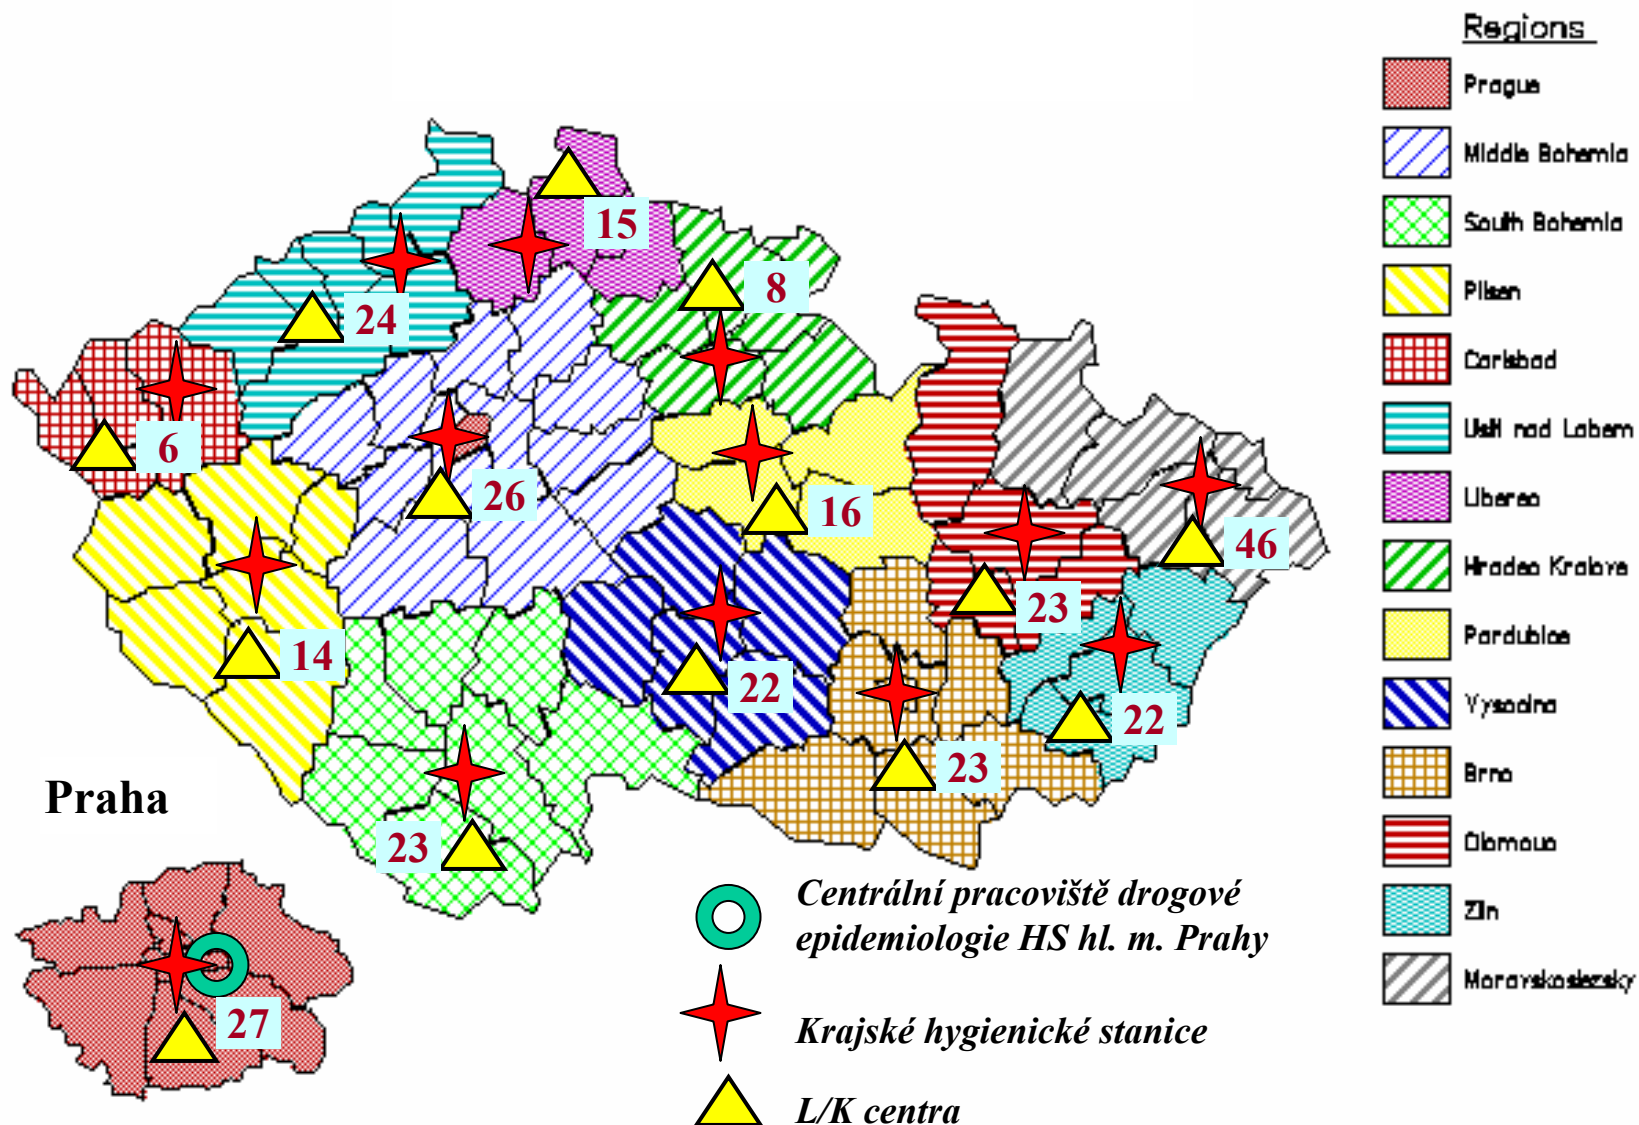 Regions
Prague
Middle Bohemia
South Bohemia
Pilsen
Carlsbad
Usti nad Labem
Liberec
Hradec Kralove
Pardubice
Vysocina
Brno
Olomouc
Zlin
Moravskoslezsky
15
8
24
6
26
16
46
23
14
22
22
23
23
Praha
27
Centrální pracoviště drogové
epidemiologie HS hl. m. Prahy
Krajské hygienické stanice
L/K centra